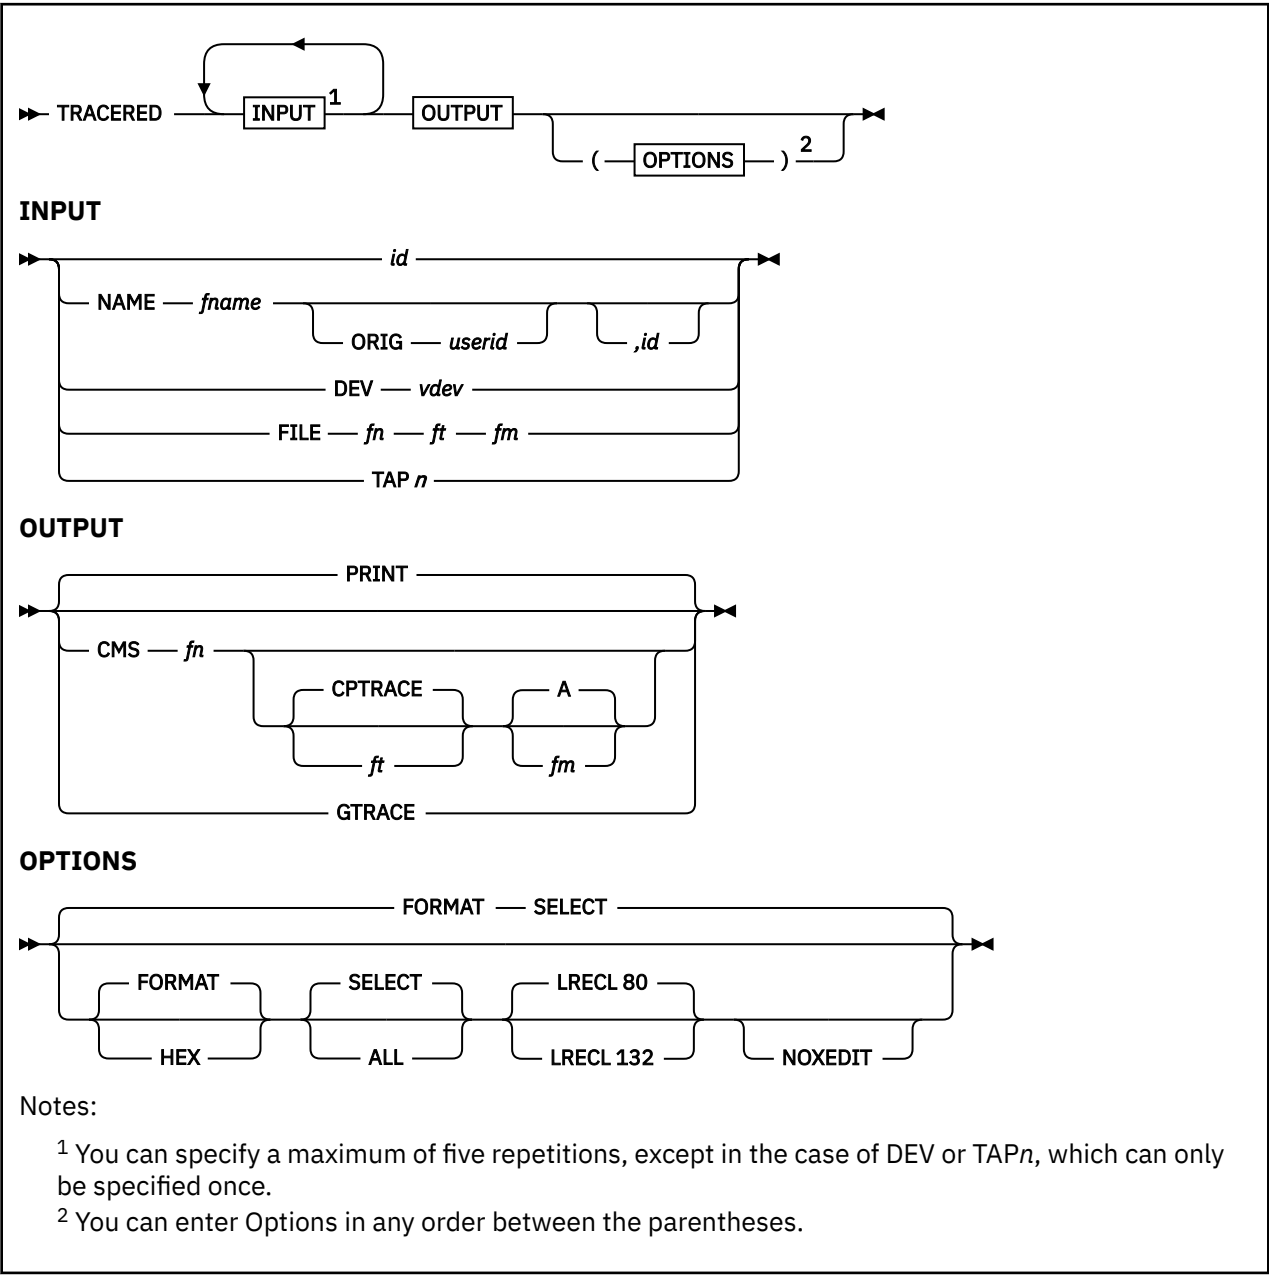 TRACERED INPUT 1 OUTPUT
( OPTIONS ) 2
INPUT
id
NAME fname
ORIG userid ,id
DEV vdev
FILE fn ft fm
TAP n
OUTPUT
PRINT
CMS fn
CPTRACE A
ft fm
GTRACE
OPTIONS
FORMAT SELECT
FORMAT SELECT LRECL 80
HEX ALL LRECL 132 NOXEDIT
Notes:
1 You can specify a maximum of five repetitions, except in the case of DEV or TAPn, which can only
be specified once.
2 You can enter Options in any order between the parentheses.